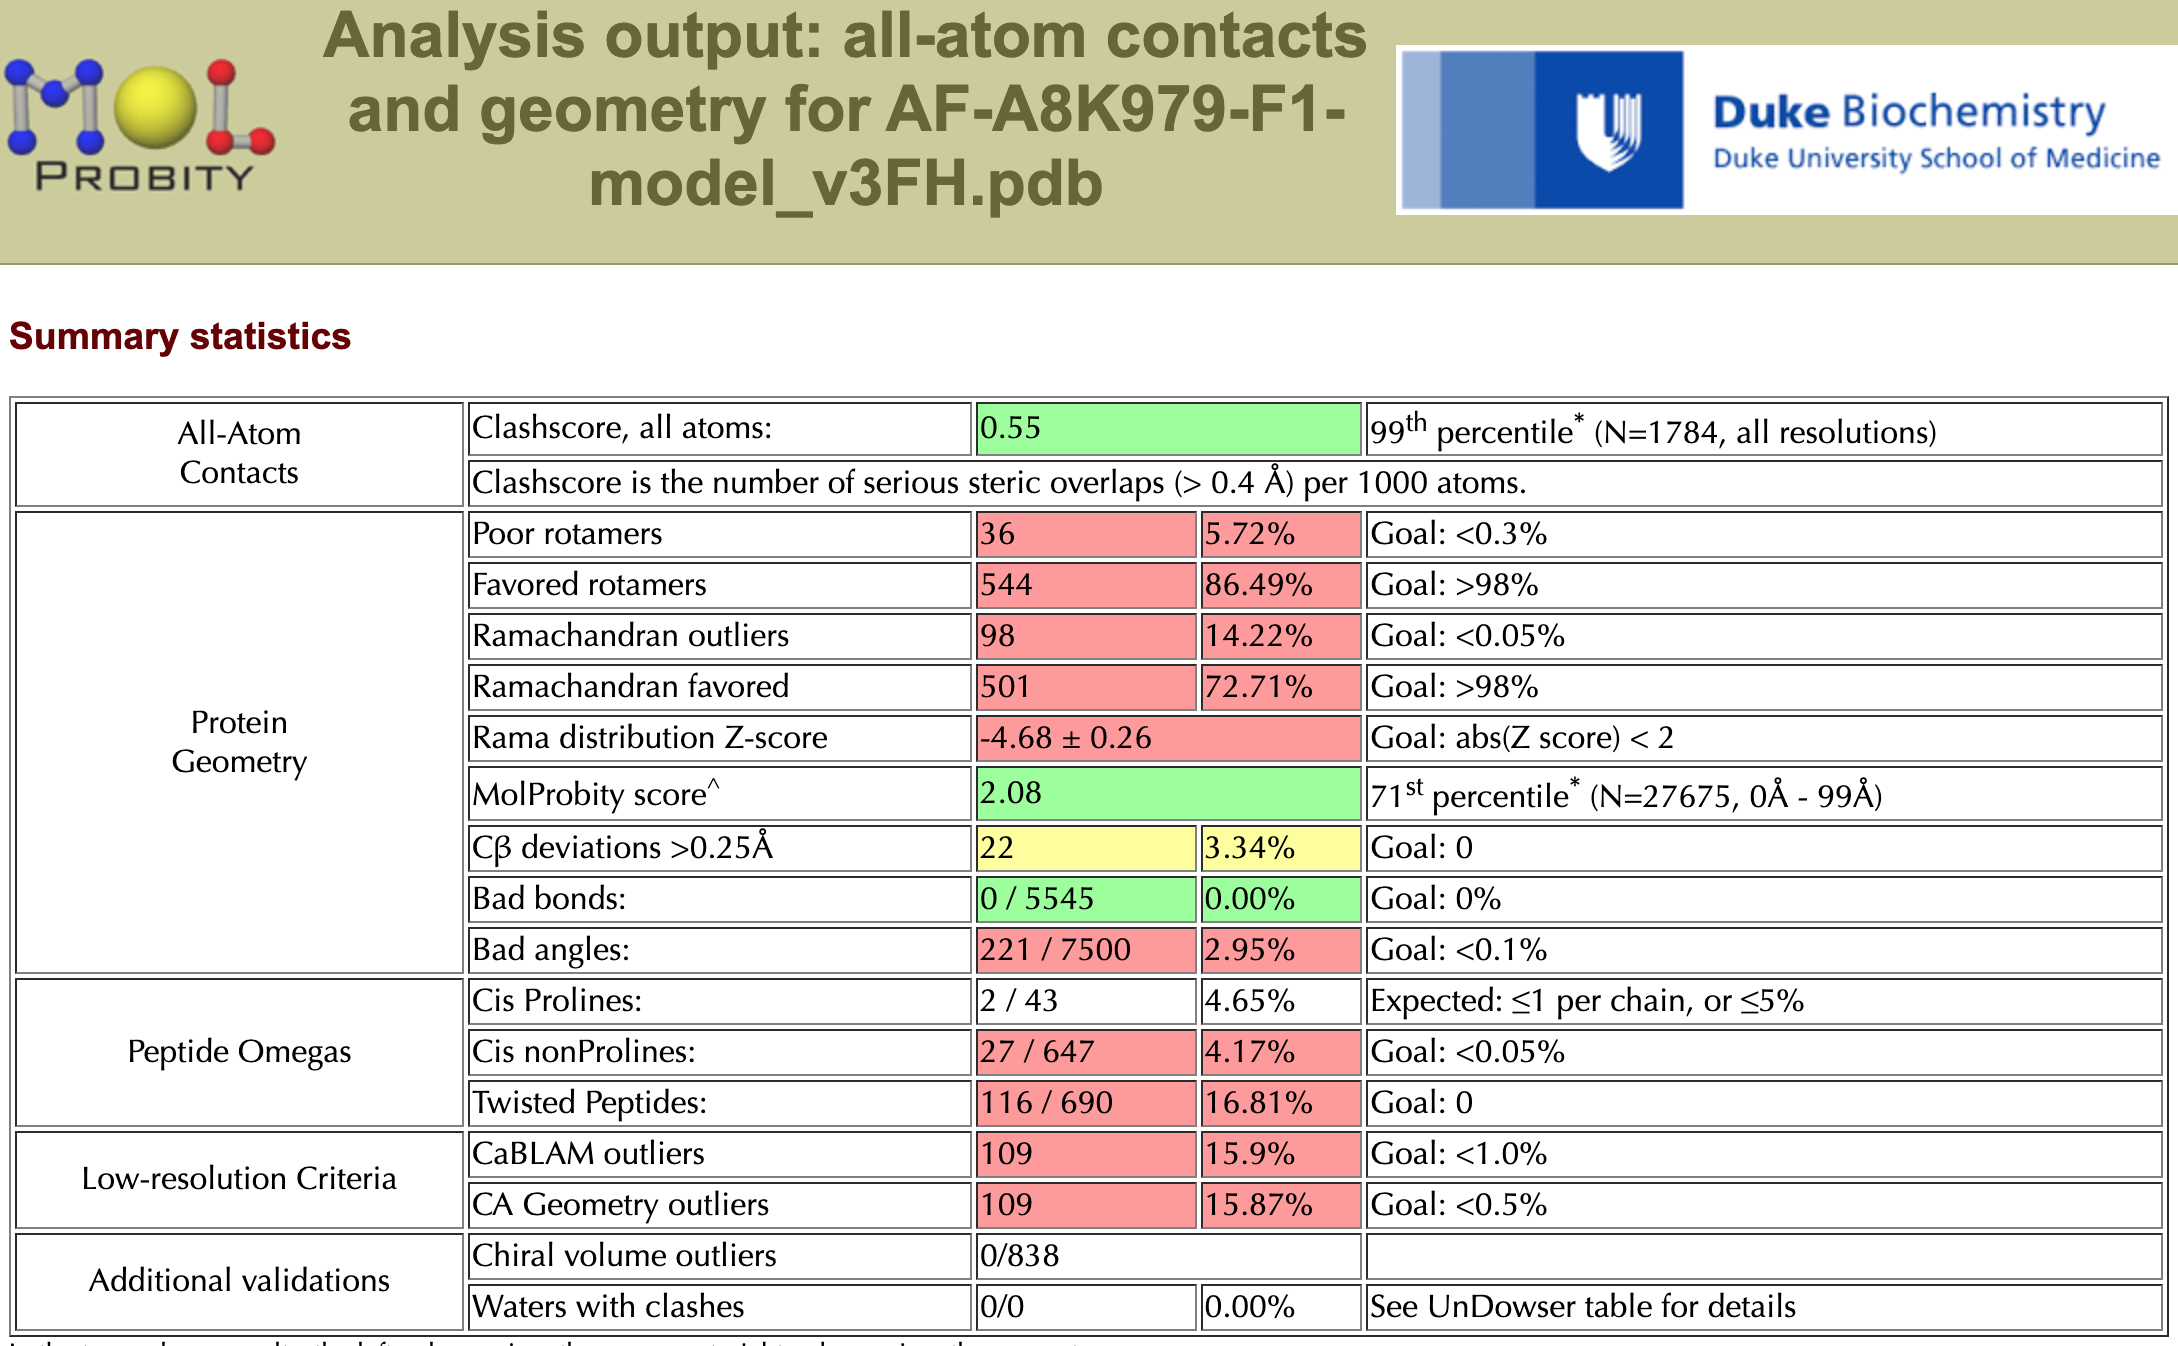 Analysis output: all-atom contacts
and geometry for AF-A8K979-F1-
model_v3FH.pdb
MOL
PROBITY
Duke Biochemistry
Duke University School of Medicine
Summary statistics
All-Atom
Contacts
Clashscore, all atoms: 0.55 99th percentile* (N=1784, all resolutions)
Clashscore is the number of serious steric overlaps (> 0.4 Å) per 1000 atoms.
Protein
Geometry
Poor rotamers 36 5.72% Goal: <0.3%
Favored rotamers 544 86.49% Goal: >98%
Ramachandran outliers 98 14.22% Goal: <0.05%
Ramachandran favored 501 72.71% Goal: >98%
Rama distribution Z-score -4.68 ± 0.26 Goal: abs(Z score) < 2
MolProbity score^ 2.08 71st percentile* (N=27675, 0Å - 99Å)
Cβ deviations >0.25Å 22 3.34% Goal: 0
Bad bonds: 0 / 5545 0.00% Goal: 0%
Bad angles: 221 / 7500 2.95% Goal: <0.1%
Peptide Omegas
Cis Prolines: 2 / 43 4.65% Expected: ≤1 per chain, or ≤5%
Cis nonProlines: 27 / 647 4.17% Goal: <0.05%
Twisted Peptides: 116 / 690 16.81% Goal: 0
Low-resolution Criteria
CaBLAM outliers 109 15.9% Goal: <1.0%
CA Geometry outliers 109 15.87% Goal: <0.5%
Additional validations
Chiral volume outliers 0/838
Waters with clashes 0/0 0.00% See UnDowser table for details